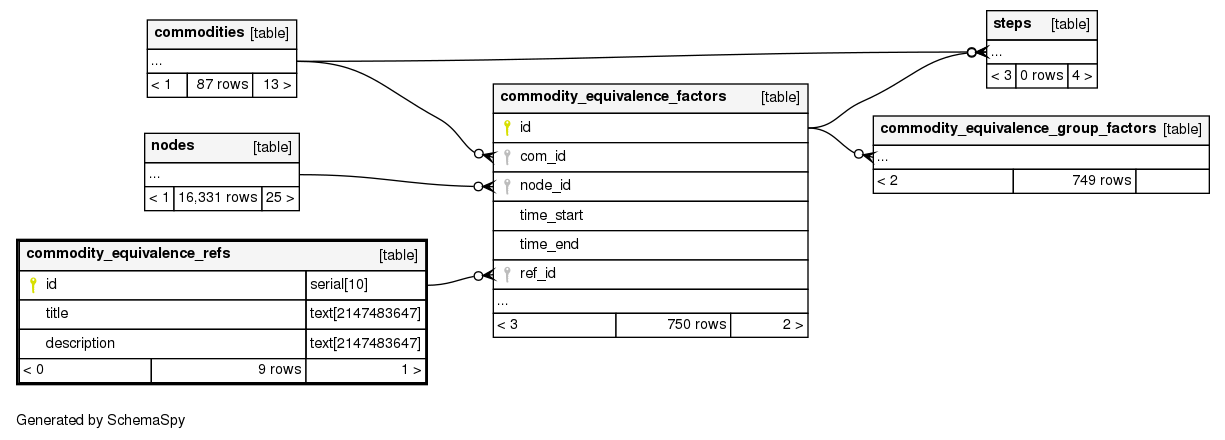 commodities [table]
...
< 1 87 rows 13 >
nodes [table]
...
< 1 16,331 rows 25 >
commodity_equivalence_refs [table]
id serial[10]
title text[2147483647]
description text[2147483647]
< 0 9 rows 1 >
commodity_equivalence_factors [table]
id
com_id
node_id
time_start
time_end
ref_id
...
< 3 750 rows 2 >
steps [table]
...
< 3 0 rows 4 >
commodity_equivalence_group_factors [table]
...
< 2 749 rows
Generated by SchemaSpy